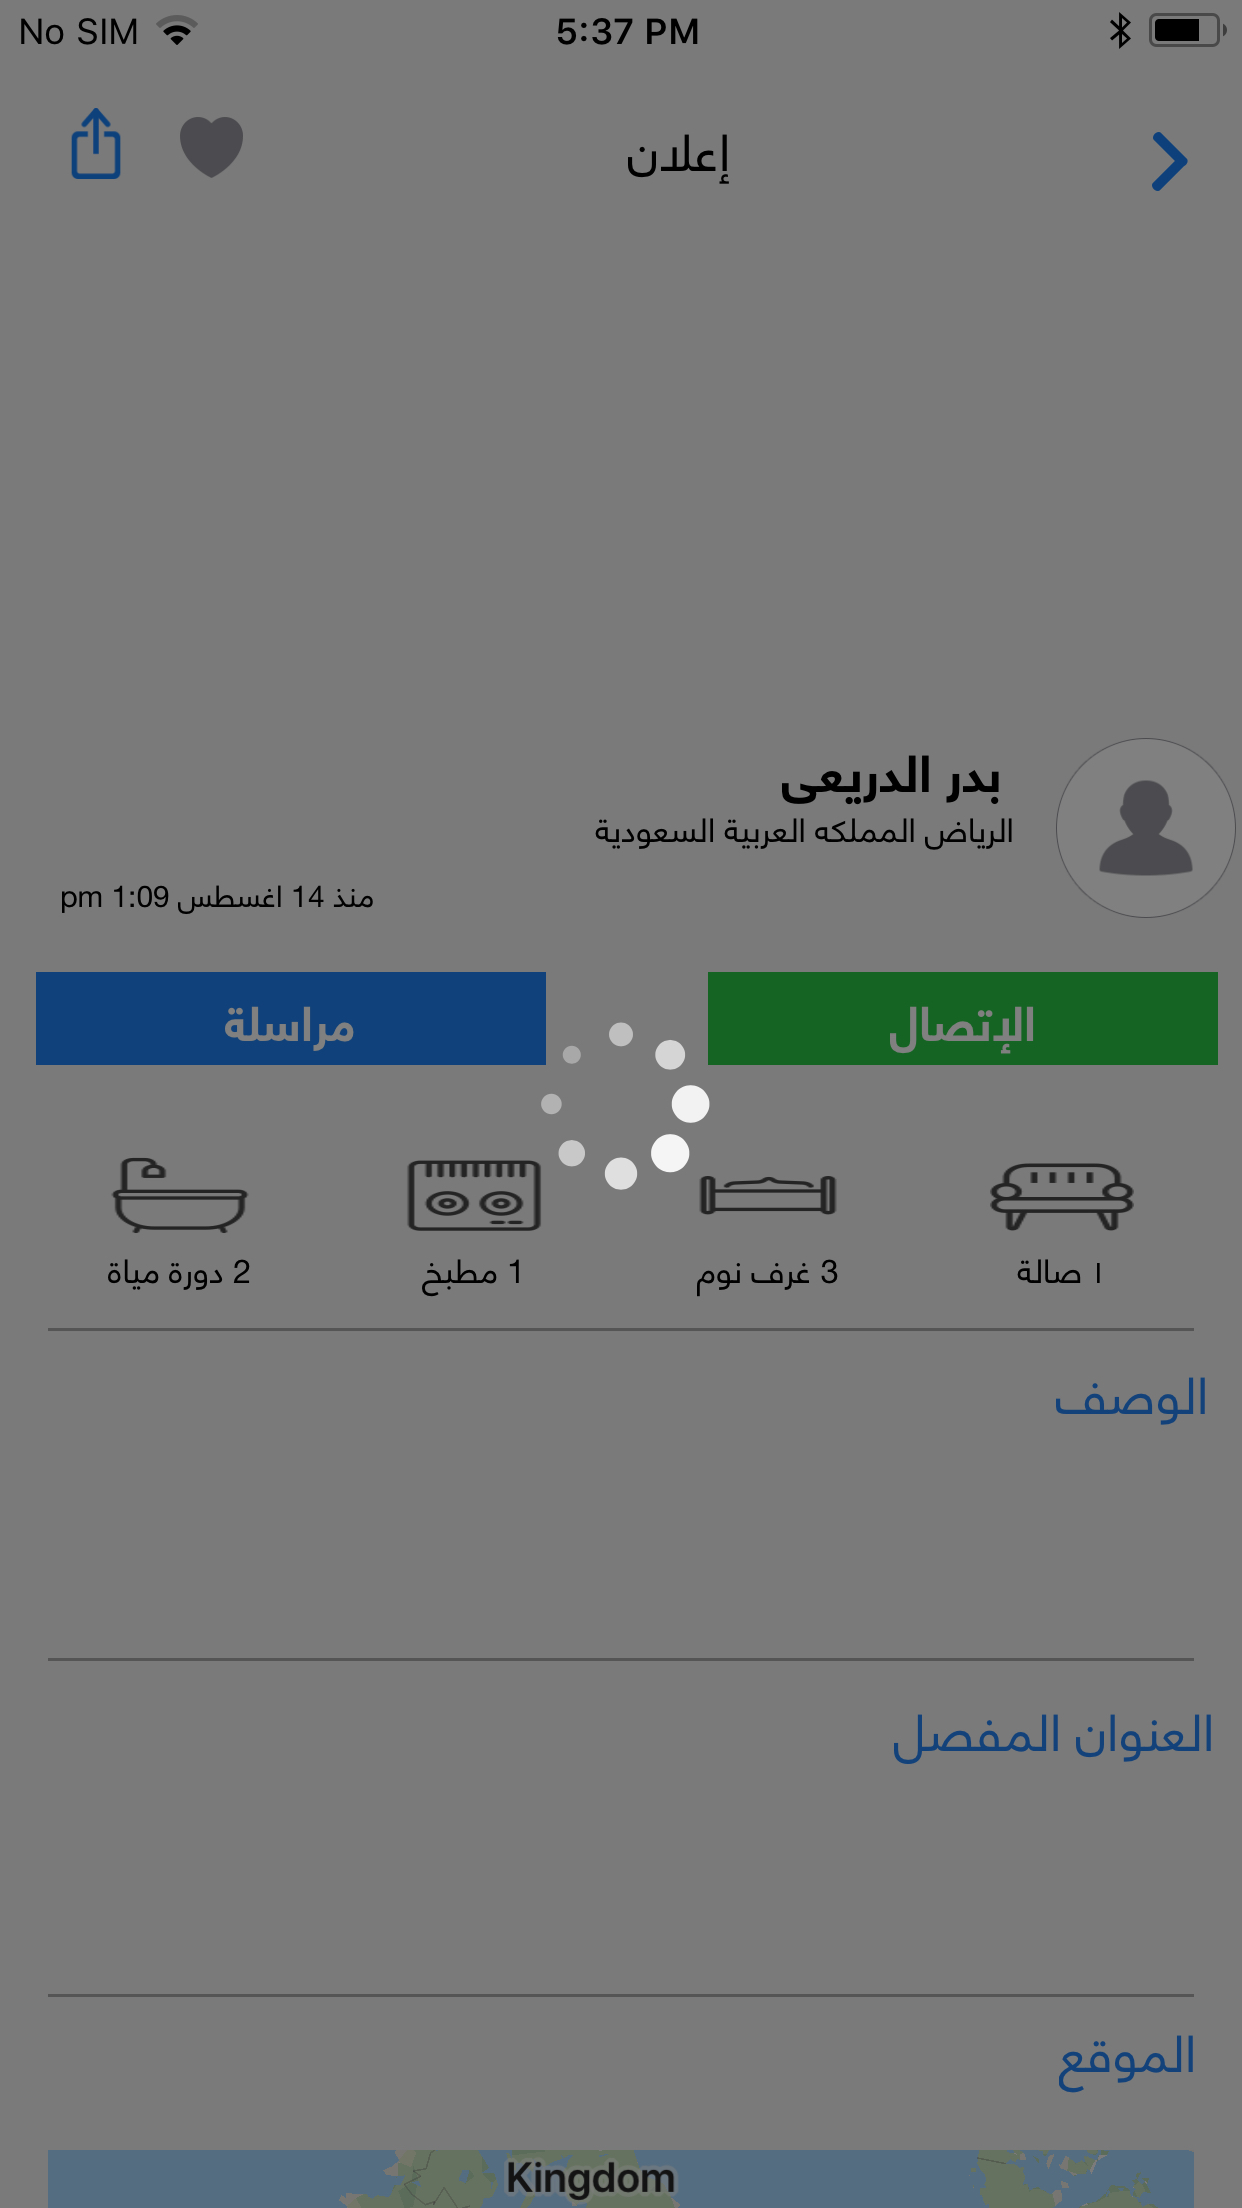 No SIM 5:37 PM
إعلان
بدر الدريعى
الرياض المملكه العربية السعودية
منذ 14 اغسطس 1:09 pm
الإتصال
مراسلة
١ صالة
3 غرف نوم
1 مطبخ
2 دورة مياة
الوصف
العنوان المفصل
الموقع
Kingdom